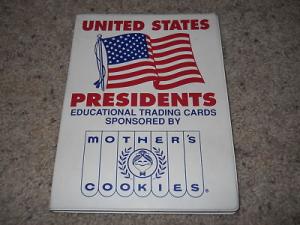 UNITED STATES
PRESIDENTS
EDUCATIONAL TRADING CARDS
SPONSORED BY
MOTHER'S
COOKIES®